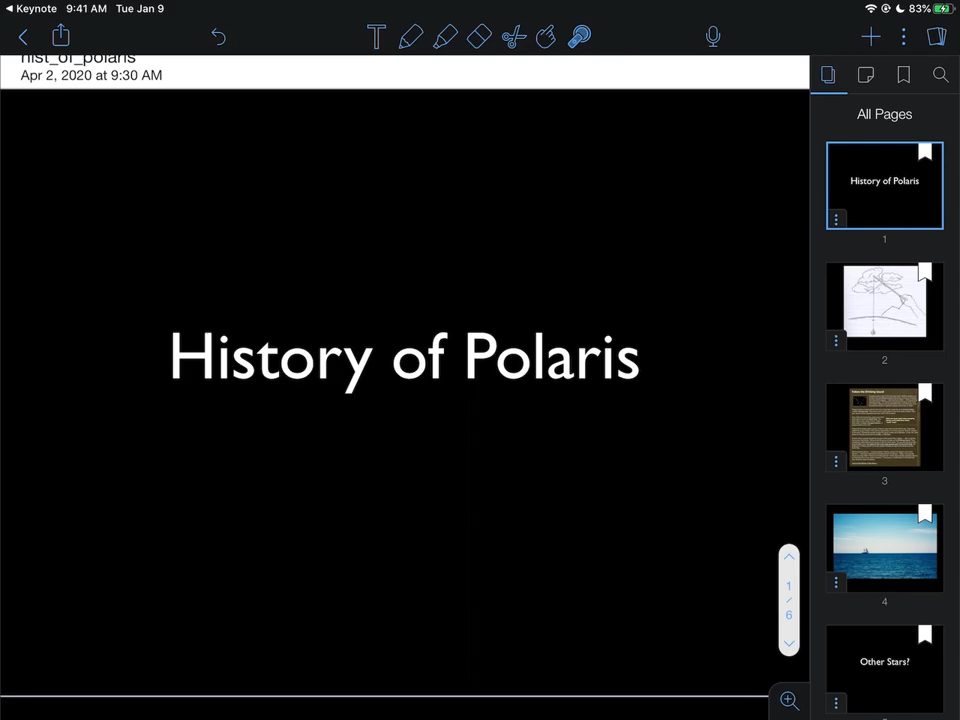 Keynote 9:41 AM Tue Jan 9
83%
hist_of_polaris
Apr 2, 2020 at 9:30 AM
T
All Pages
History of Polaris
History of Polaris
1
2
3
1
/
6
4
Other Stars?